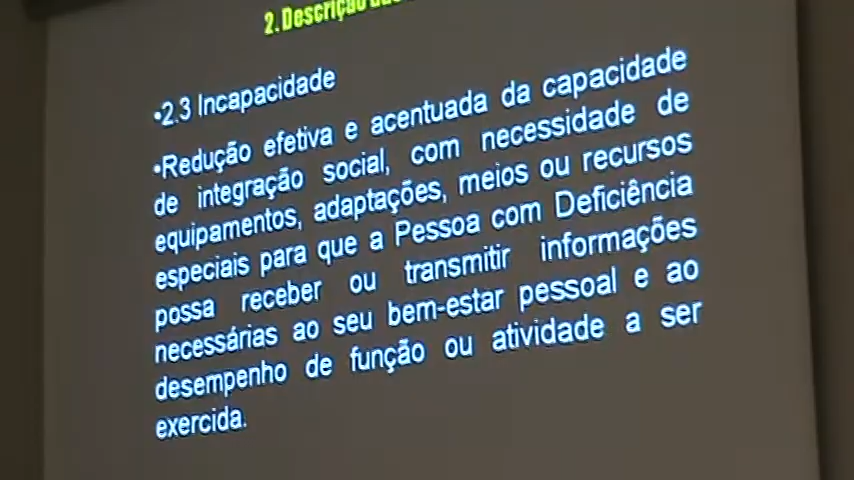 2. Descrição
•2.3 Incapacidade
•Redução efetiva e acentuada da capacidade
de integração social, com necessidade de
equipamentos, adaptações, meios ou recursos
especiais para que a Pessoa com Deficiência
possa receber ou transmitir informações
necessárias ao seu bem-estar pessoal e ao
desempenho de função ou atividade a ser
exercida.